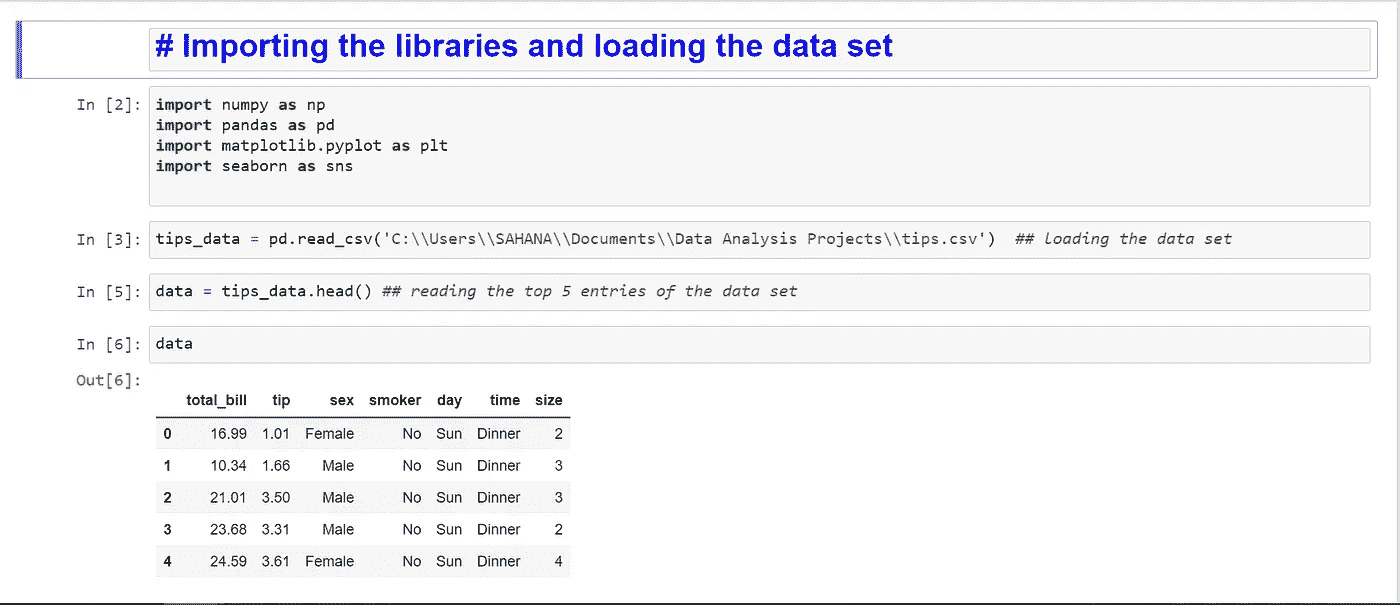 # Importing the libraries and loading the data set
In [2]: import numpy as np
import pandas as pd
import matplotlib.pyplot as plt
import seaborn as sns
In [3]: tips_data = pd.read_csv('C:\\Users\\SAHANA\\Documents\\Data Analysis Projects\\tips.csv')  ## loading the data set
In [5]: data = tips_data.head() ## reading the top 5 entries of the data set
In [6]: data
Out[6]:
total_bill tip sex smoker day time size
0 16.99 1.01 Female No Sun Dinner 2
1 10.34 1.66 Male No Sun Dinner 3
2 21.01 3.50 Male No Sun Dinner 3
3 23.68 3.31 Male No Sun Dinner 2
4 24.59 3.61 Female No Sun Dinner 4